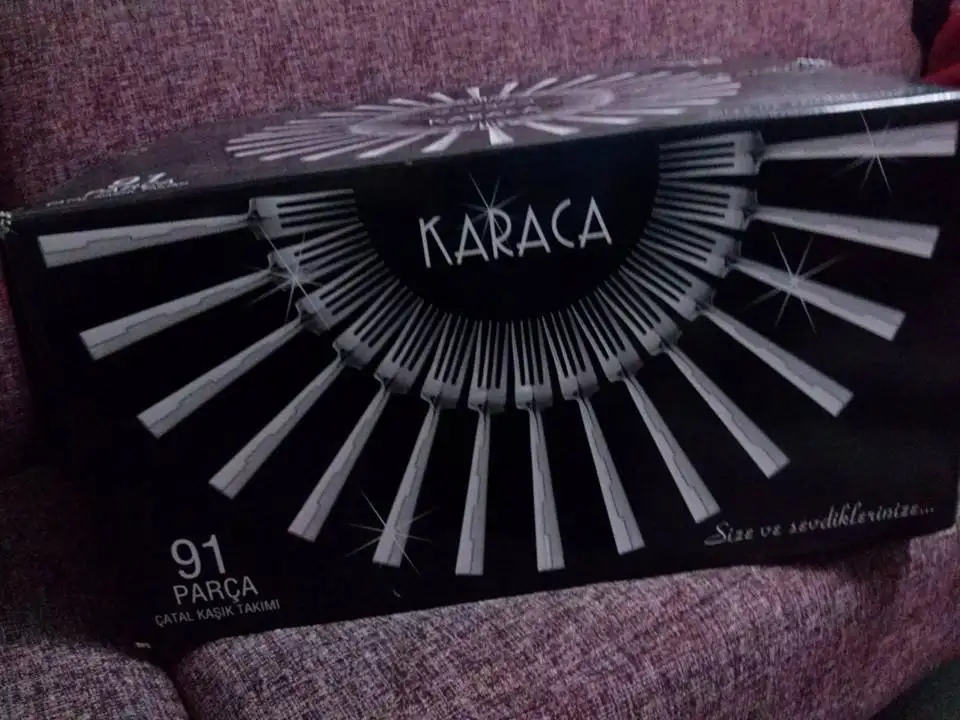 KARACA
91
PARÇA
ÇATAL KAŞIK TAKIMI
Size ve sevdiklerinize...